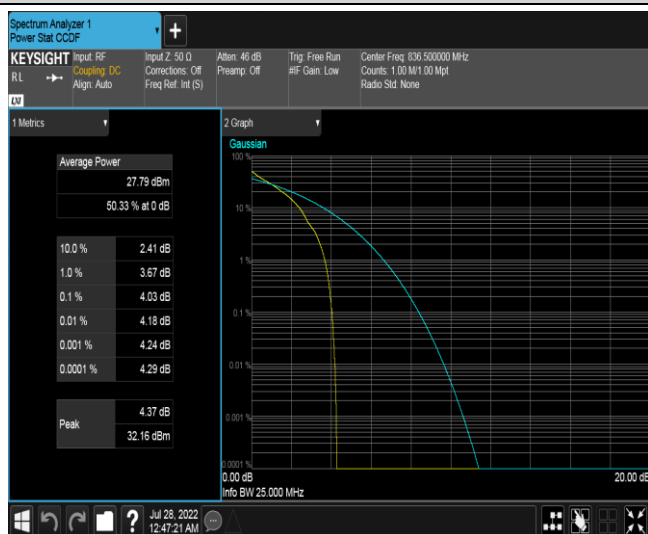 Spectrum Analyzer 1
Power Stat CCDF
+
KEYSIGHT
RL
LXI
Input: RF
Coupling: DC
Align: Auto
Input Z: 50 Ω
Corrections: Off
Freq Ref: Int (S)
Atten: 46 dB
Preamp: Off
Trig: Free Run
#IF Gain: Low
Center Freq: 836.500000 MHz
Counts: 1.00 M/1.00 Mpt
Radio Std: None
1 Metrics
Average Power
27.79 dBm
50.33 % at 0 dB
10.0 % 2.41 dB
1.0 % 3.67 dB
0.1 % 4.03 dB
0.01 % 4.18 dB
0.001 % 4.24 dB
0.0001 % 4.29 dB
Peak
4.37 dB
32.16 dBm
2 Graph
Gaussian
100 %
10 %
1 %
0.1 %
0.01 %
0.001 %
0.0001 %
0.00 dB
20.00 dB
Info BW 25.000 MHz
?
Jul 28, 2022
12:47:21 AM